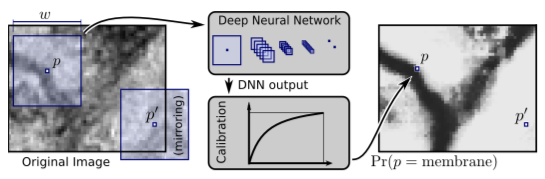 w
p
p′
(mirroring)
Original Image
Deep Neural Network
DNN output
Calibration
p
p′
Pr(p = membrane)